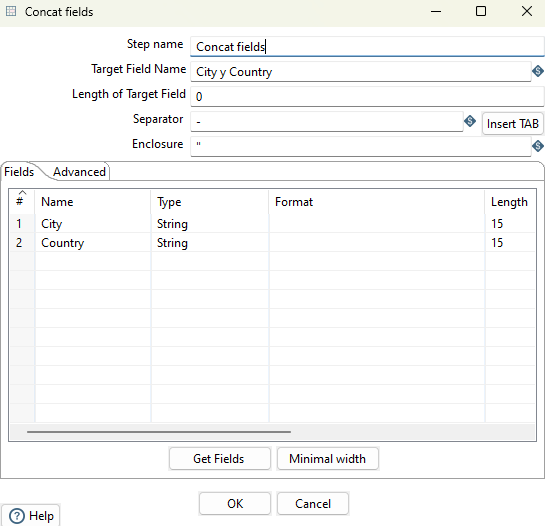 Concat fields
Step name Concat fields
Target Field Name City y Country
Length of Target Field 0
Separator - Insert TAB
Enclosure "
Fields Advanced
# Name Type Format Length
1 City String 15
2 Country String 15
Get Fields Minimal width
OK Cancel
Help